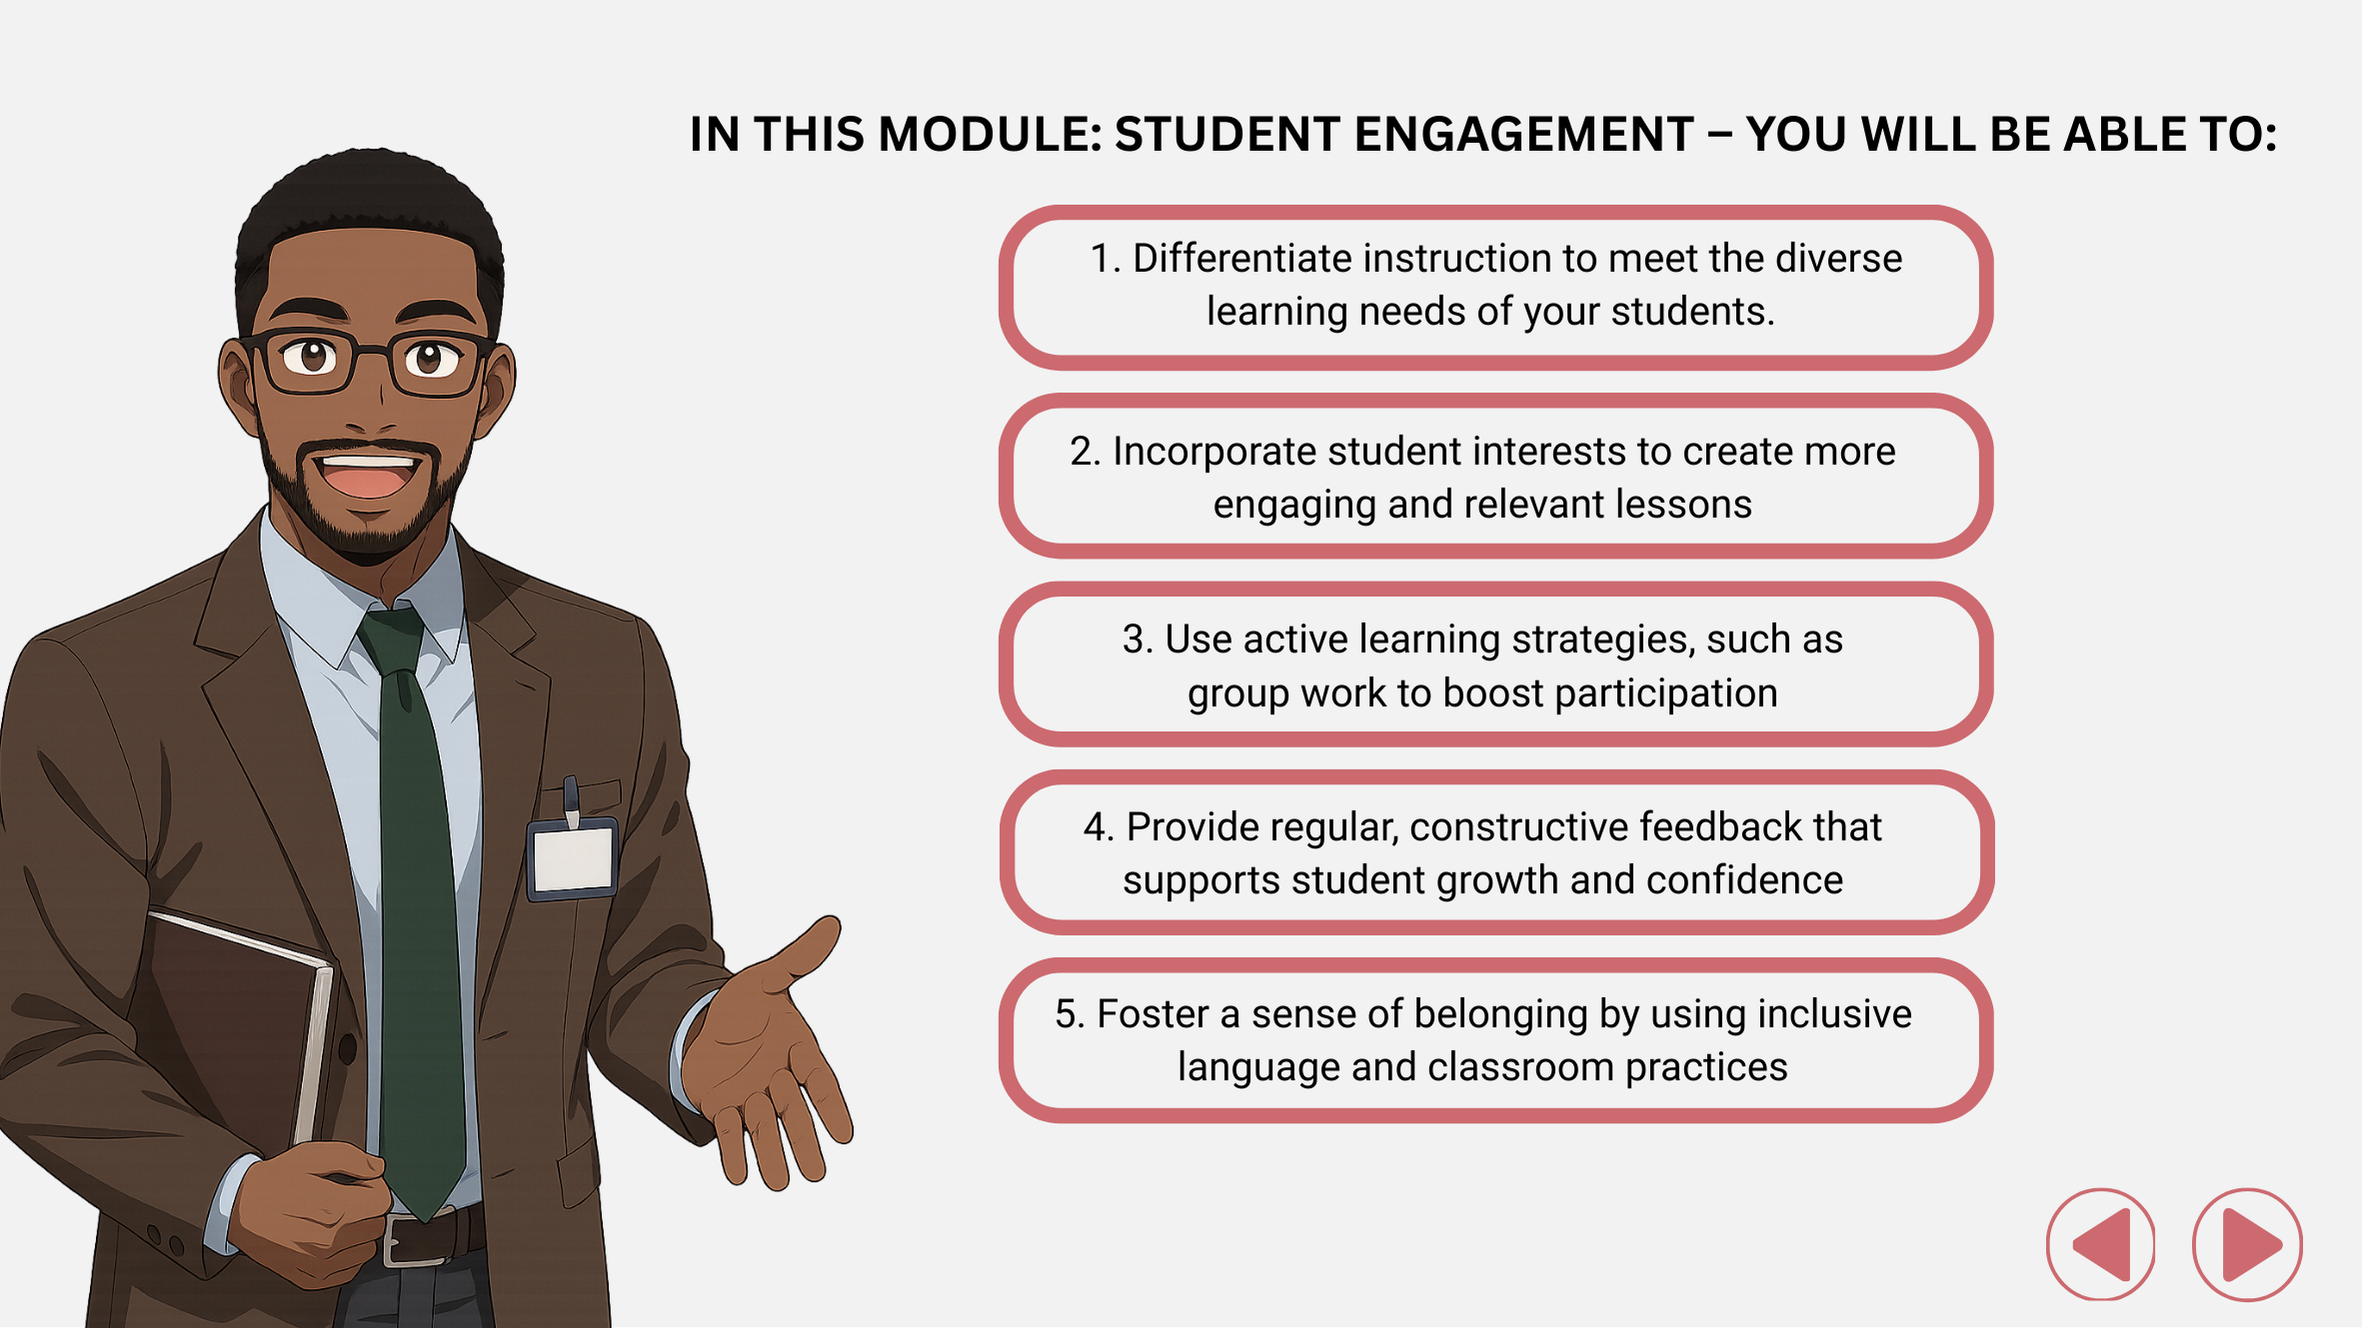 IN THIS MODULE: STUDENT ENGAGEMENT – YOU WILL BE ABLE TO:
1. Differentiate instruction to meet the diverse
learning needs of your students.
2. Incorporate student interests to create more
engaging and relevant lessons
3. Use active learning strategies, such as
group work to boost participation
4. Provide regular, constructive feedback that
supports student growth and confidence
5. Foster a sense of belonging by using inclusive
language and classroom practices